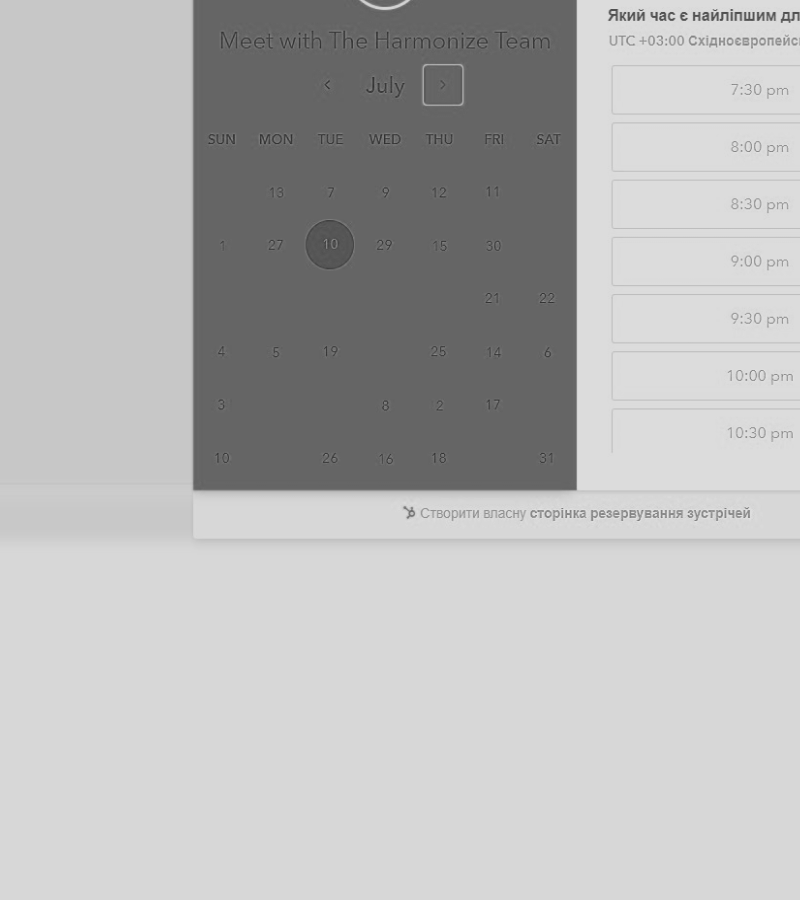 Meet with The Harmonize Team
July
SUN MON TUE WED THU FRI SAT
13 7 9 12 11
1 27 10 29 15 30
21 22
4 5 19 25 14 6
3 8 2 17
10 26 16 18 31
Який час є найліпшим
UTC +03:00
7:30 pm
8:00 pm
8:30 pm
9:00 pm
9:30 pm
10:00 pm
10:30 pm
Створити власну сторінка резервування зустрічей